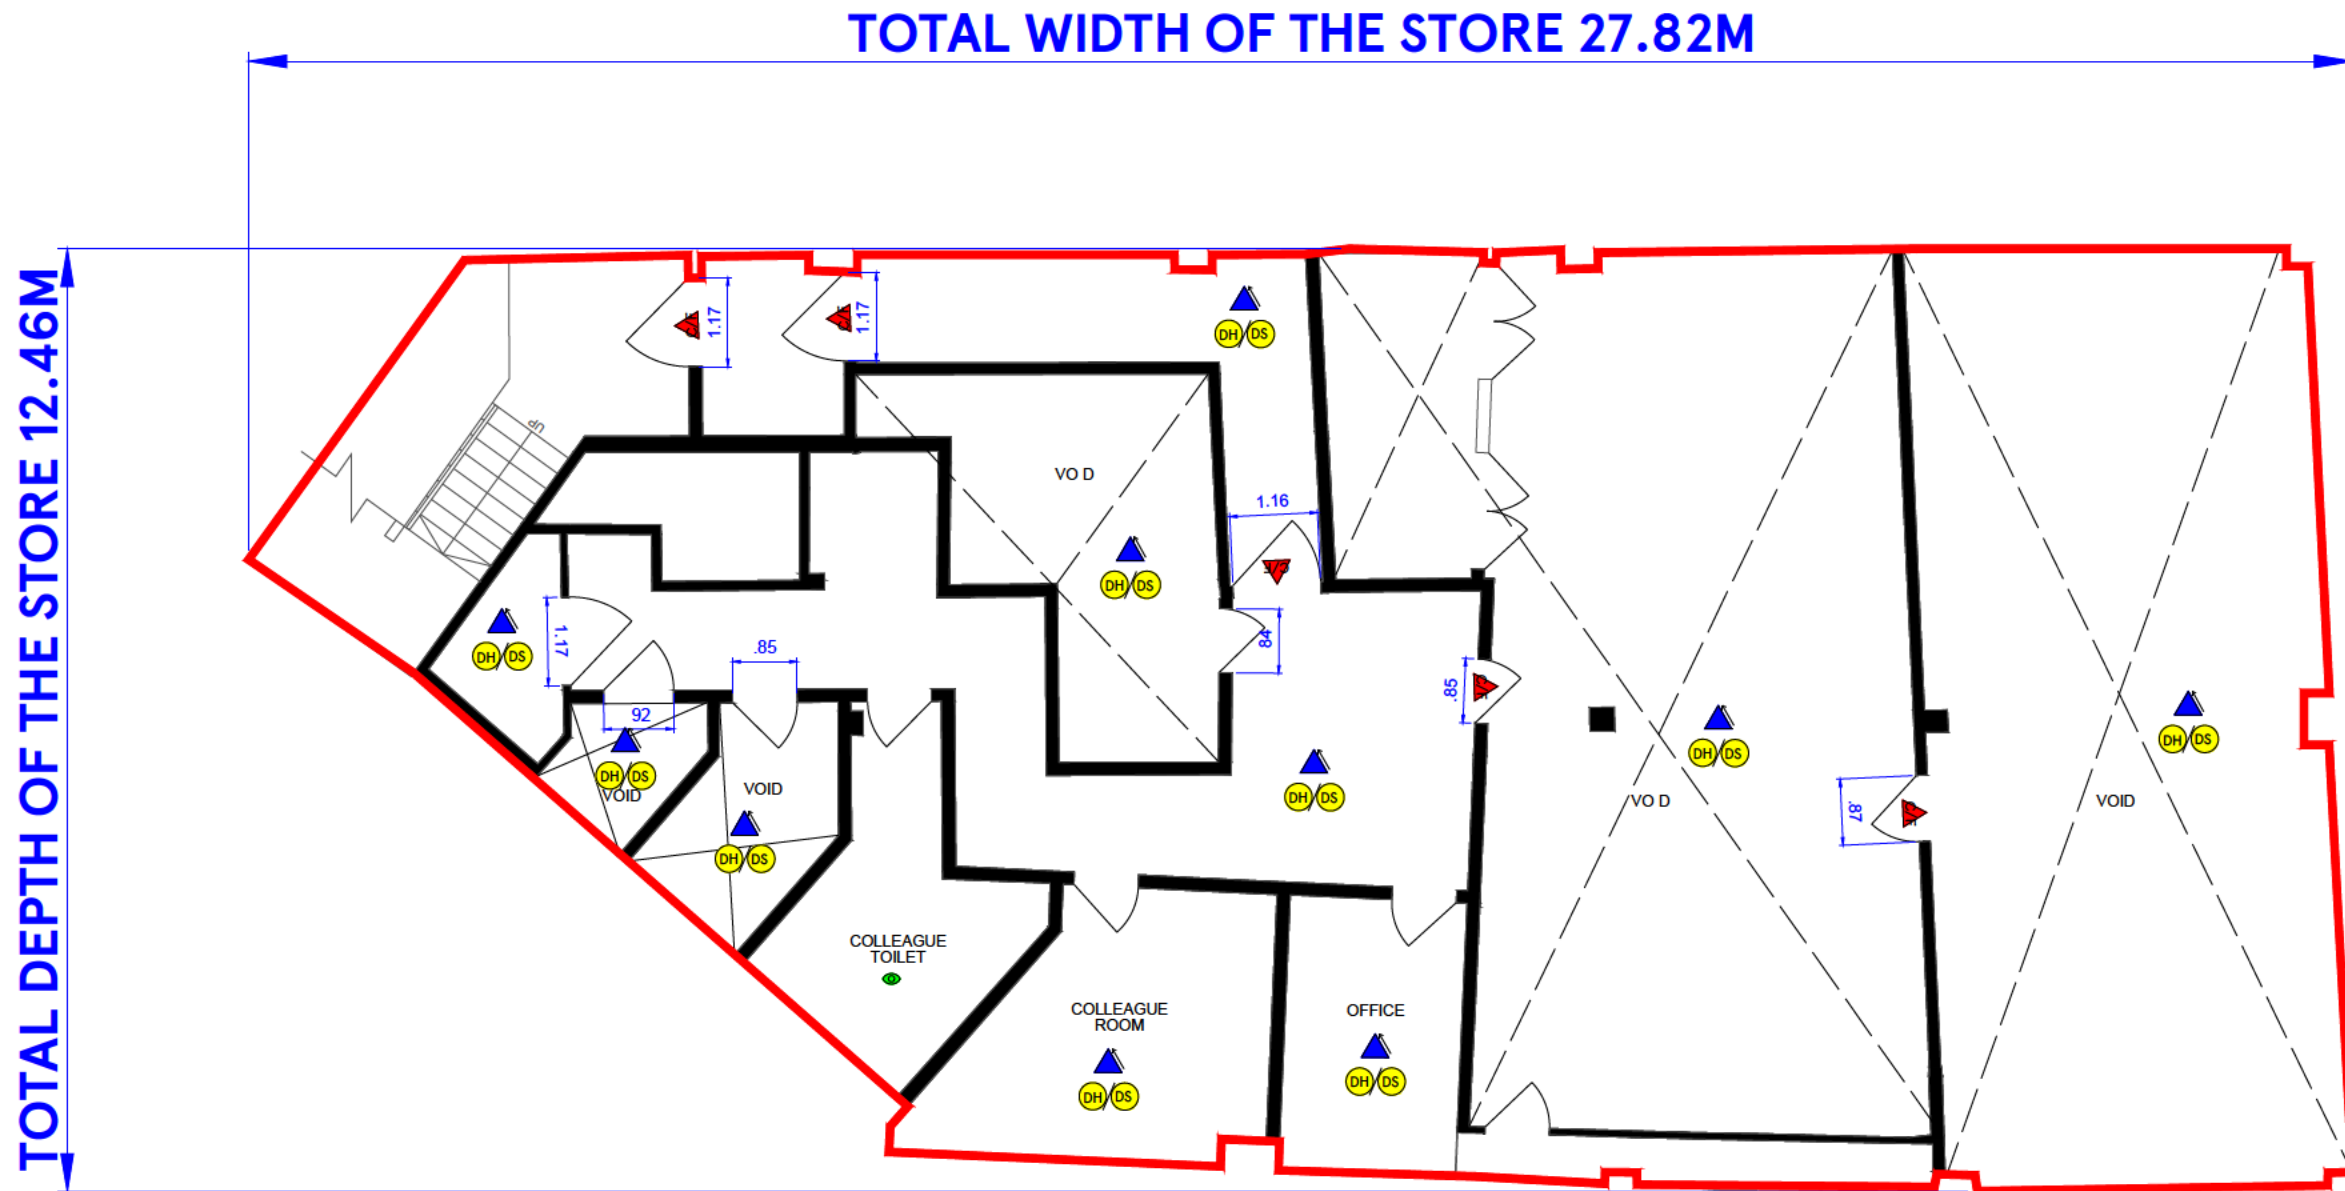 TOTAL WIDTH OF THE STORE 27.82M
TOTAL DEPTH OF THE STORE 12.46M
1.17
1.17
DH/DS
UP
VO D
1.16
DH/DS
84
1.17
DH/DS
.85
.85
92
DH/DS
VOID
VOID
DH/DS
DH/DS
DH/DS
VO D
.87
DH/DS
VOID
COLLEAGUE
TOILET
COLLEAGUE
ROOM
DH/DS
OFFICE
DH/DS